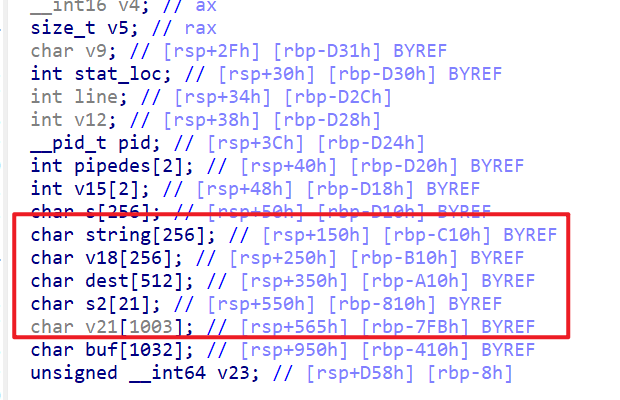 __int16 v4; // ax
size_t v5; // rax
char v9; // [rsp+2Fh] [rbp-D31h] BYREF
int stat_loc; // [rsp+30h] [rbp-D30h] BYREF
int line; // [rsp+34h] [rbp-D2Ch]
int v12; // [rsp+38h] [rbp-D28h]
__pid_t pid; // [rsp+3Ch] [rbp-D24h]
int pipedes[2]; // [rsp+40h] [rbp-D20h] BYREF
int v15[2]; // [rsp+48h] [rbp-D18h] BYREF
char s[256]; // [rsp+50h] [rbp-D10h] BYREF
char string[256]; // [rsp+150h] [rbp-C10h] BYREF
char v18[256]; // [rsp+250h] [rbp-B10h] BYREF
char dest[512]; // [rsp+350h] [rbp-A10h] BYREF
char s2[21]; // [rsp+550h] [rbp-810h] BYREF
char v21[1003]; // [rsp+565h] [rbp-7FBh] BYREF
char buf[1032]; // [rsp+950h] [rbp-410h] BYREF
unsigned __int64 v23; // [rsp+D58h] [rbp-8h]